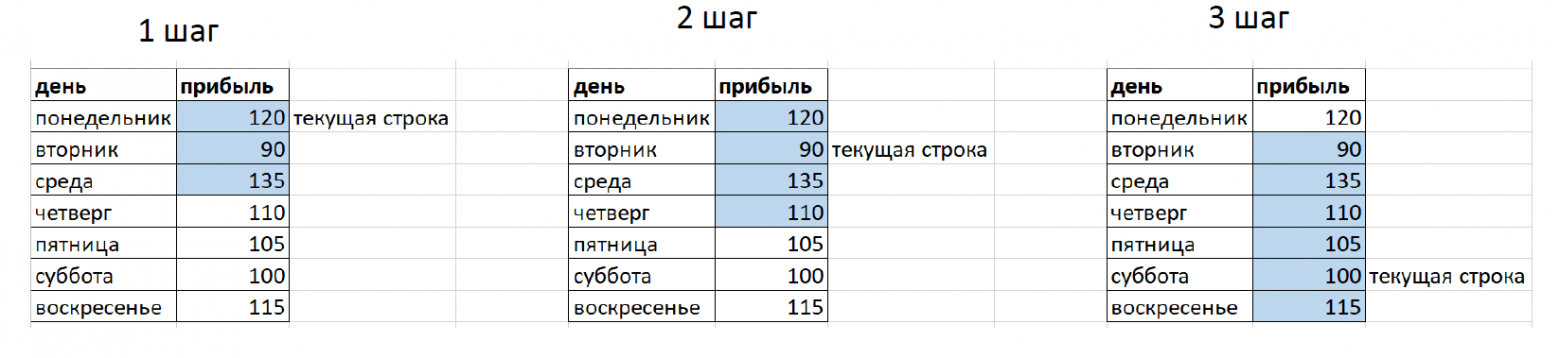 1 шаг
2 шаг
3 шаг
день прибыль
понедельник 120 текущая строка
вторник 90
среда 135
четверг 110
пятница 105
суббота 100
воскресенье 115
день прибыль
понедельник 120
вторник 90 текущая строка
среда 135
четверг 110
пятница 105
суббота 100
воскресенье 115
день прибыль
понедельник 120
вторник 90
среда 135
четверг 110
пятница 105
суббота 100 текущая строка
воскресенье 115